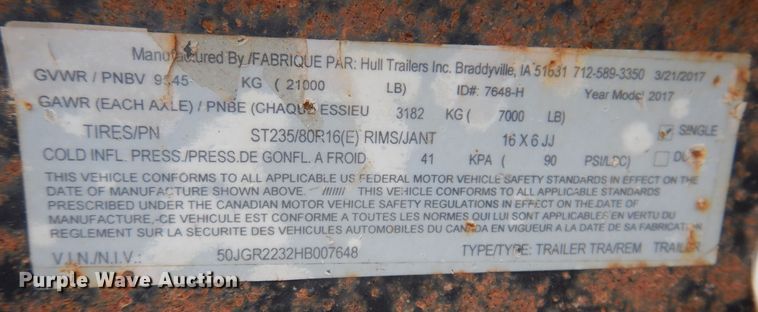 Manufactured By /FABRIQUE PAR: Hull Trailers Inc. Braddyville, IA 51631 712-589-3350 3/21/2017
GVWR / PNBV 9545 KG ( 21000 LB) ID#: 7648-H Year Model 2017
GAWR (EACH AXLE) / PNBE (CHAQUE ESSIEU 3182 KG ( 7000 LB)
TIRES/PN ST235/80R16(E) RIMS/JANT 16 X 6 JJ SINGLE
COLD INFL. PRESS./PRESS.DE GONFL. A FROID 41 KPA ( 90 PSI/LPC)
THIS VEHICLE CONFORMS TO ALL APPLICABLE US FEDERAL MOTOR VEHICLE SAFETY STANDARDS IN EFFECT ON THE
DATE OF MANUFACTURE SHOWN ABOVE. /////// THIS VEHICLE CONFORMS TO ALL APPLICABLE STANDARDS
PRESCRIBED UNDER THE CANADIAN MOTOR VEHICLE SAFETY REGULATIONS IN EFFECT ON THE DATE OF
MANUFACTURE,-CE VEHICULE EST CONFORME A TOUTES LES NORMES QUI LUI SONT APPLICABLES EN VERTU DU
REGLEMENT SUR LA SÉCURITE DES VEHICULES AUTOMOBILES DU CANADA EN VIGUEUR A LA DATE DE SA FABRICATION
V.I.N./N.I.V.: 50JGR2232HB007648 TYPE/TYPE: TRAILER TRA/REM TRAILER
Purple Wave Auction